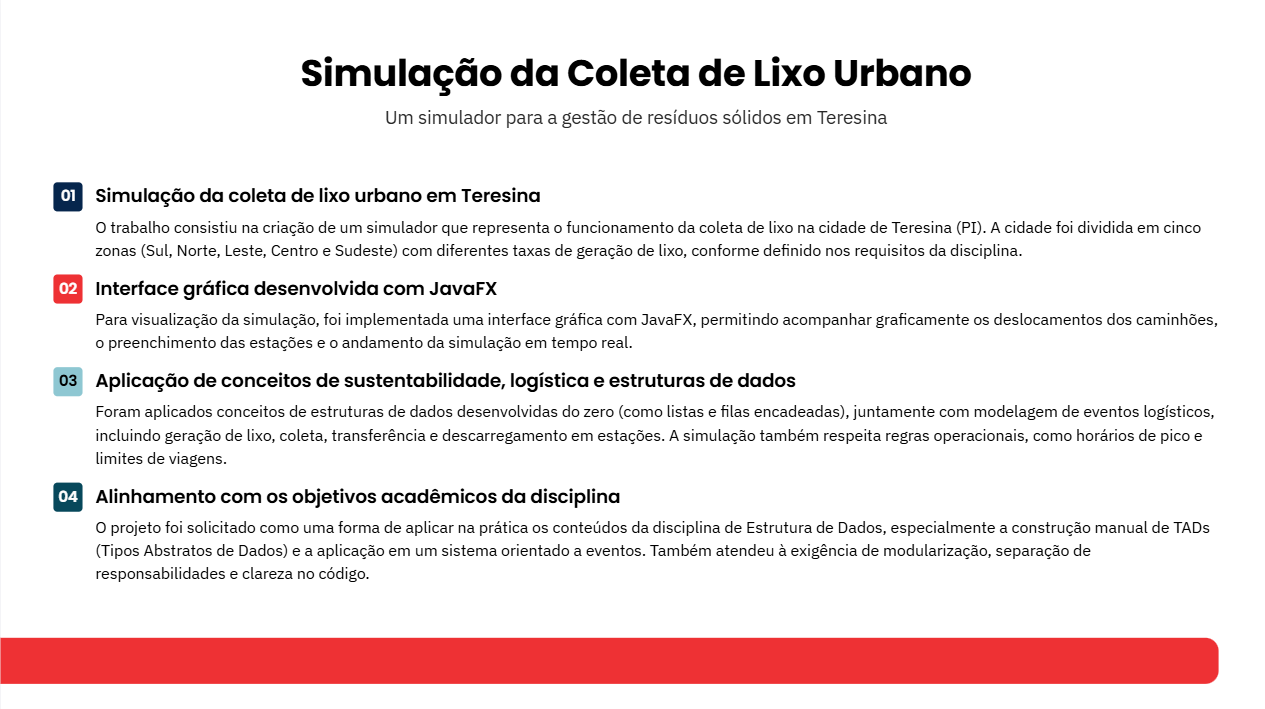 Simulação da Coleta de Lixo Urbano
Um simulador para a gestão de resíduos sólidos em Teresina
01 Simulação da coleta de lixo urbano em Teresina
O trabalho consistiu na criação de um simulador que representa o funcionamento da coleta de lixo na cidade de Teresina (PI). A cidade foi dividida em cinco
zonas (Sul, Norte, Leste, Centro e Sudeste) com diferentes taxas de geração de lixo, conforme definido nos requisitos da disciplina.
02 Interface gráfica desenvolvida com JavaFX
Para visualização da simulação, foi implementada uma interface gráfica com JavaFX, permitindo acompanhar graficamente os deslocamentos dos caminhões,
o preenchimento das estações e o andamento da simulação em tempo real.
03 Aplicação de conceitos de sustentabilidade, logística e estruturas de dados
Foram aplicados conceitos de estruturas de dados desenvolvidas do zero (como listas e filas encadeadas), juntamente com modelagem de eventos logísticos,
incluindo geração de lixo, coleta, transferência e descarregamento em estações. A simulação também respeita regras operacionais, como horários de pico e
limites de viagens.
04 Alinhamento com os objetivos acadêmicos da disciplina
O projeto foi solicitado como uma forma de aplicar na prática os conteúdos da disciplina de Estrutura de Dados, especialmente a construção manual de TADs
(Tipos Abstratos de Dados) e a aplicação em um sistema orientado a eventos. Também atendeu à exigência de modularização, separação de
responsabilidades e clareza no código.